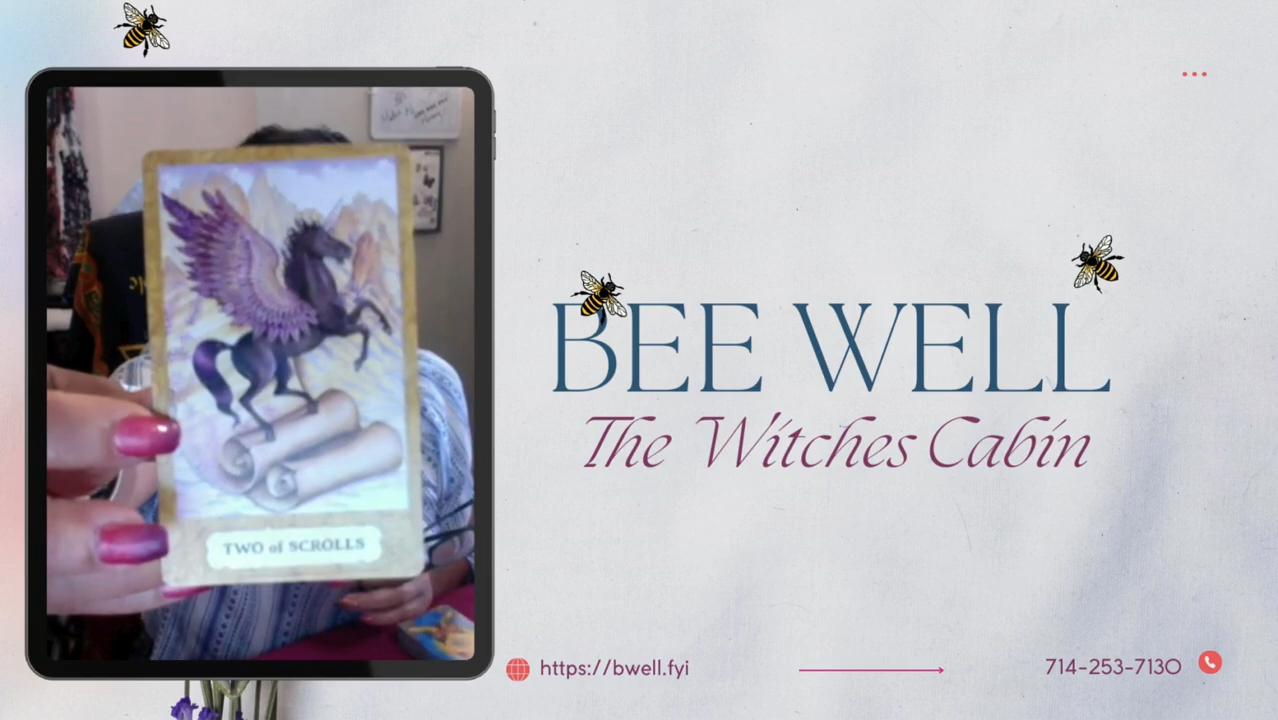 TWO of SCROLLS
BEE WELL
The Witches Cabin
https://bwell.fyi
714-253-7130